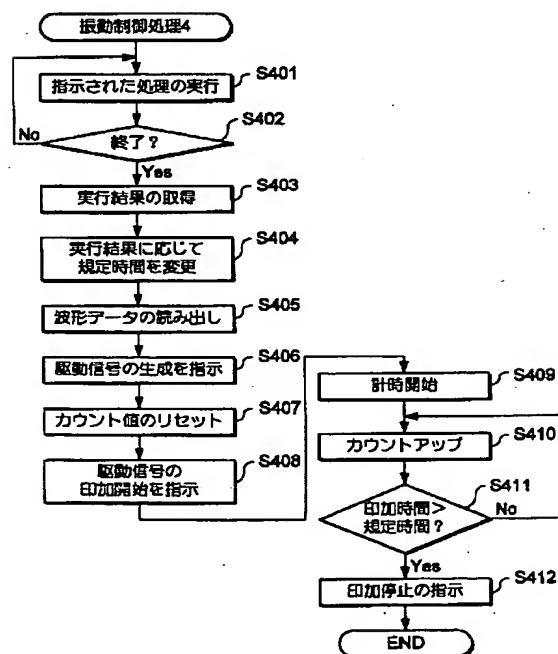 振動制御処理4
S401
指示された処理の実行
S402
No
終了？
Yes
S403
実行結果の取得
S404
実行結果に応じて
規定時間を変更
S405
波形データの読み出し
S406
駆動信号の生成を指示
S407
カウント値のリセット
S408
駆動信号の
印加開始を指示
S409
計時開始
S410
カウントアップ
S411
印加時間>
規定時間？
No
Yes
S412
印加停止の指示
END